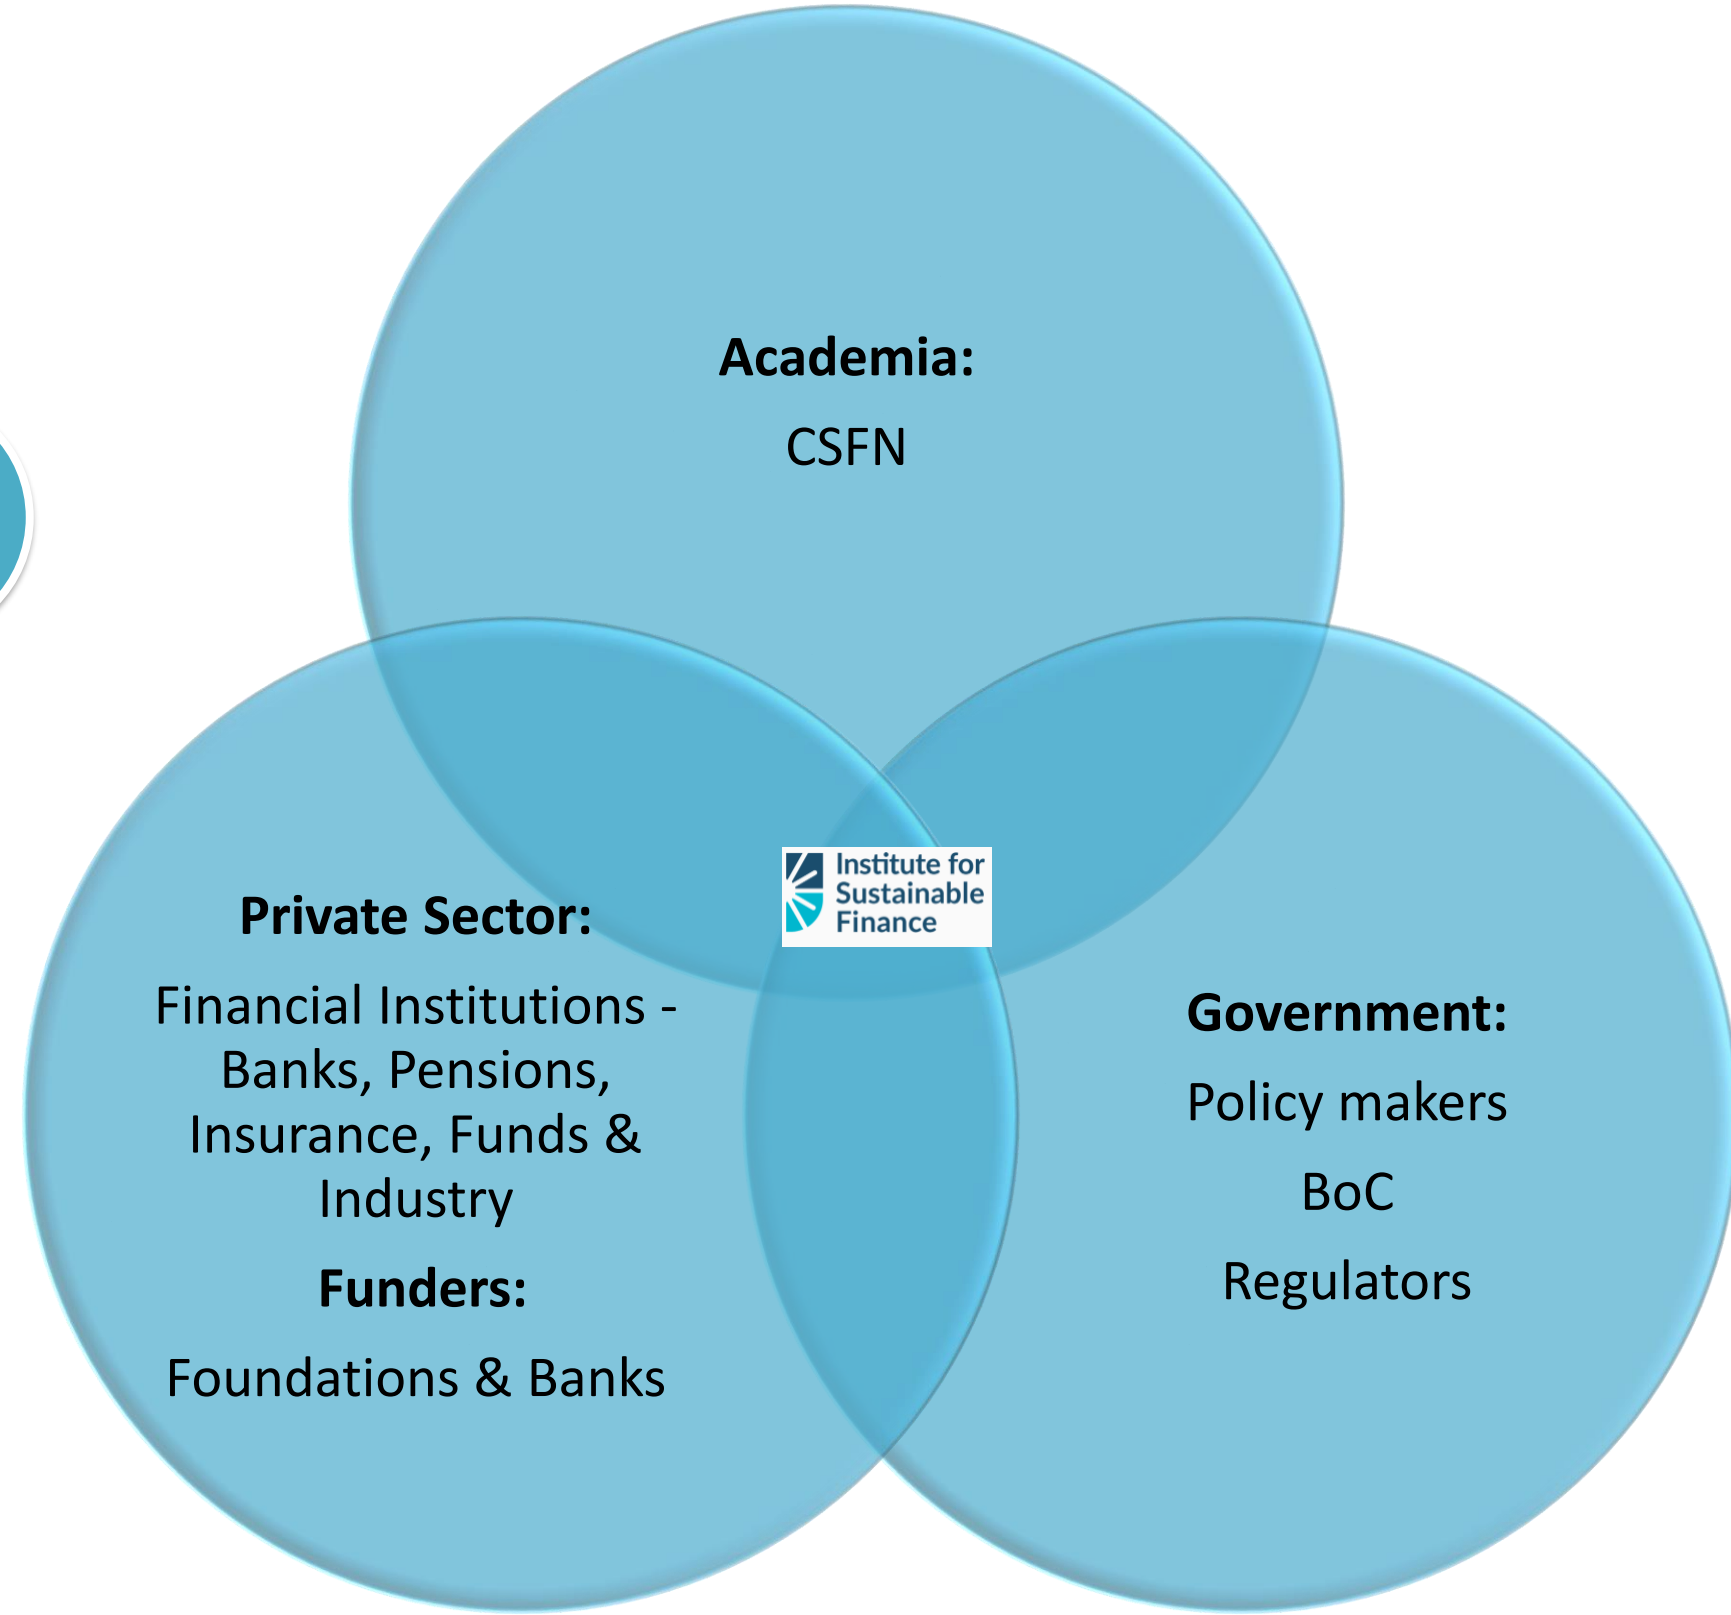 Academia:
CSFN
Institute for
Sustainable
Finance
Private Sector:
Financial Institutions -
Banks, Pensions,
Insurance, Funds &
Industry
Funders:
Foundations & Banks
Government:
Policy makers
BoC
Regulators